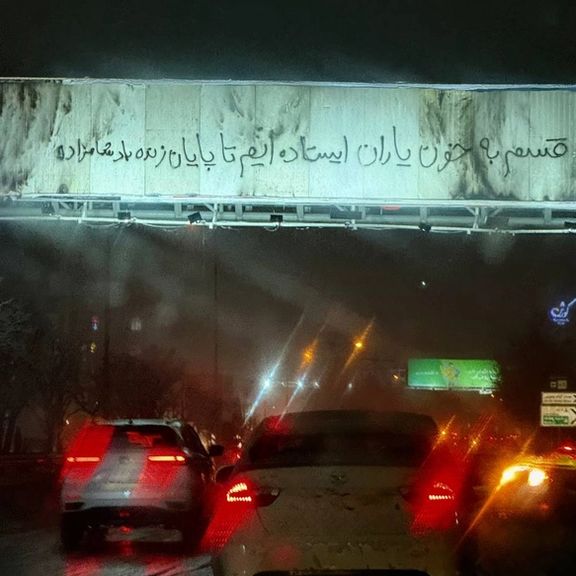 قسم به خون یاران ایستاده ایم تا پایان زنده باد شاهزاده